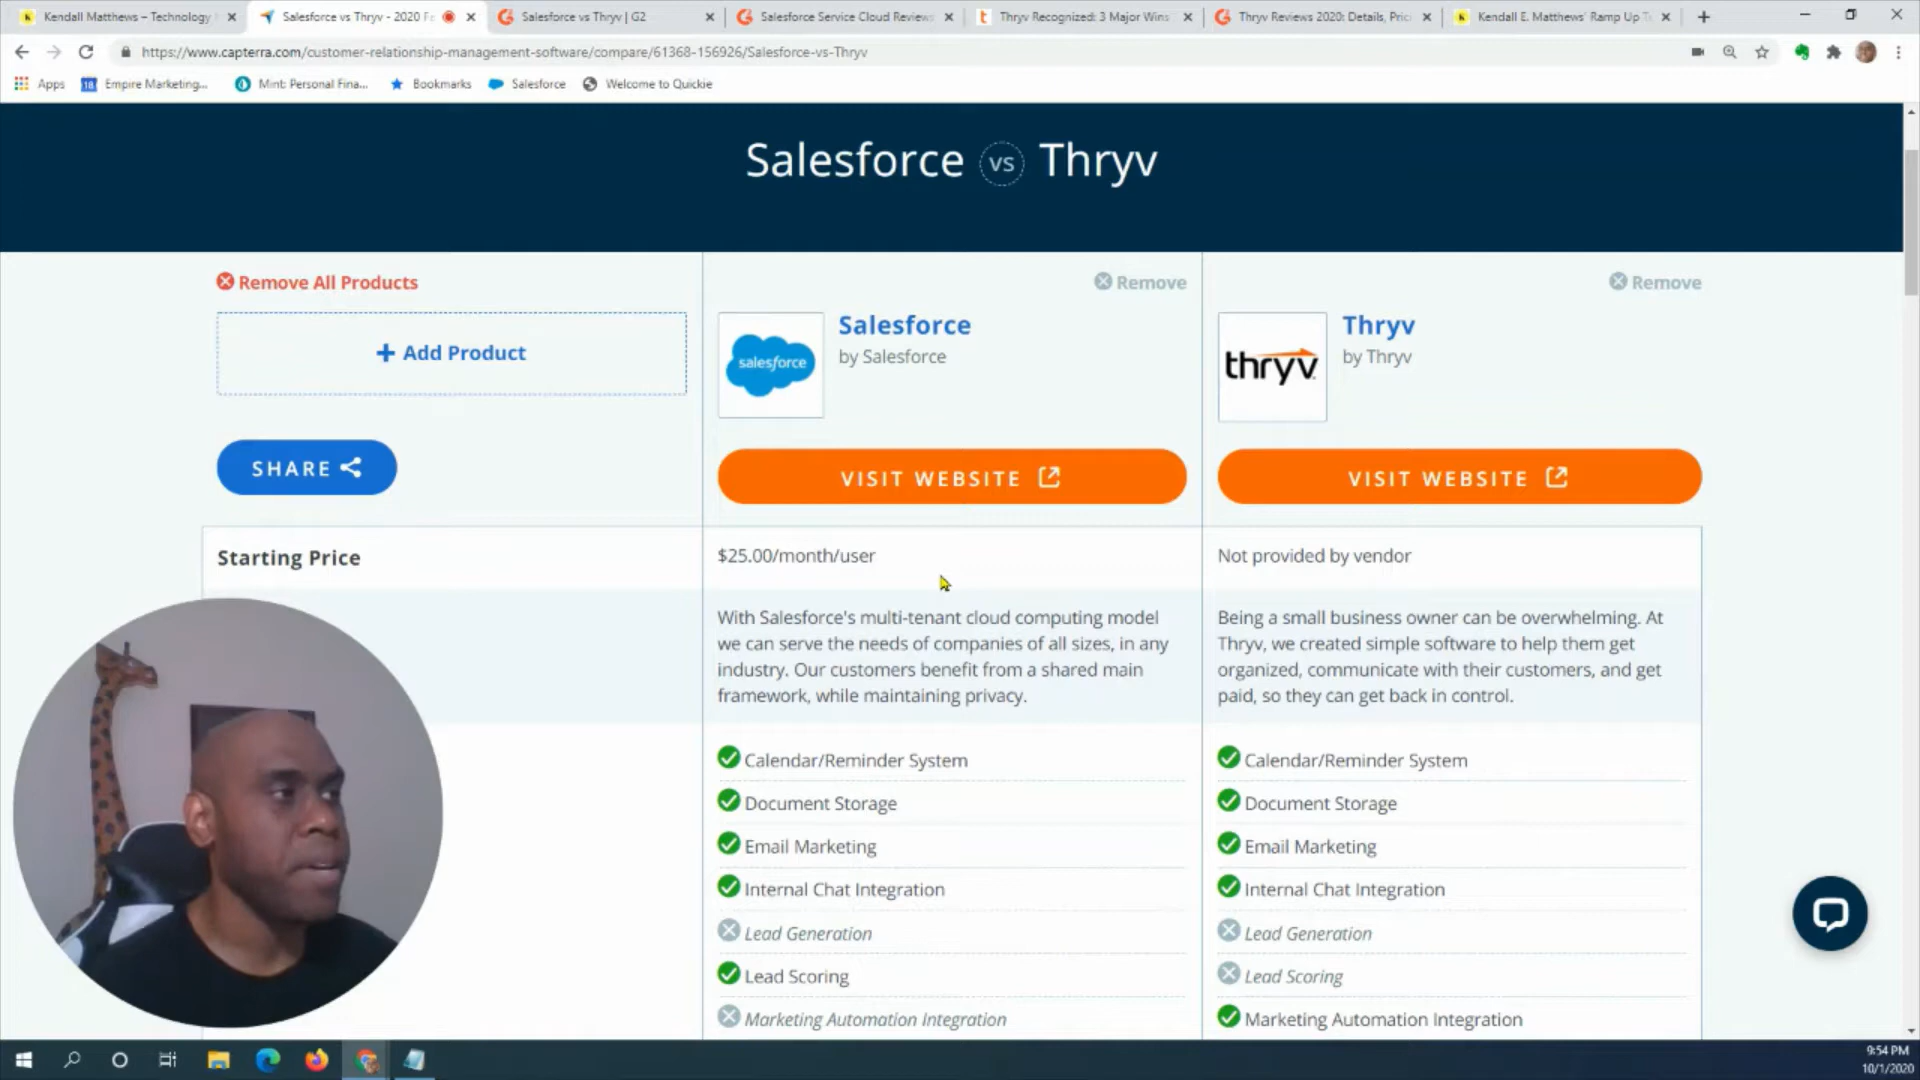 Kendall Matthews – Technology
Salesforce vs Thryv - 2020 Fe
Salesforce vs Thryv | G2
Salesforce Service Cloud Reviews
Thryv Recognized: 3 Major Wins
Thryv Reviews 2020: Details, Pric
Kendall E. Matthews' Ramp Up T
https://www.capterra.com/customer-relationship-management-software/compare/61368-156926/Salesforce-vs-Thryv
Apps
18
Empire Marketing...
Mint: Personal Fina...
Bookmarks
Salesforce
Welcome to Quickie
Salesforce vs Thryv
Remove All Products
Remove
Remove
+ Add Product
salesforce
Salesforce
by Salesforce
thryv
Thryv
by Thryv
SHARE
VISIT WEBSITE
VISIT WEBSITE
Starting Price
$25.00/month/user
Not provided by vendor
With Salesforce's multi-tenant cloud computing model
we can serve the needs of companies of all sizes, in any
industry. Our customers benefit from a shared main
framework, while maintaining privacy.
Being a small business owner can be overwhelming. At
Thryv, we created simple software to help them get
organized, communicate with their customers, and get
paid, so they can get back in control.
Calendar/Reminder System
Document Storage
Email Marketing
Internal Chat Integration
Lead Generation
Lead Scoring
Marketing Automation Integration
Calendar/Reminder System
Document Storage
Email Marketing
Internal Chat Integration
Lead Generation
Lead Scoring
Marketing Automation Integration
9:54 PM
10/1/2020